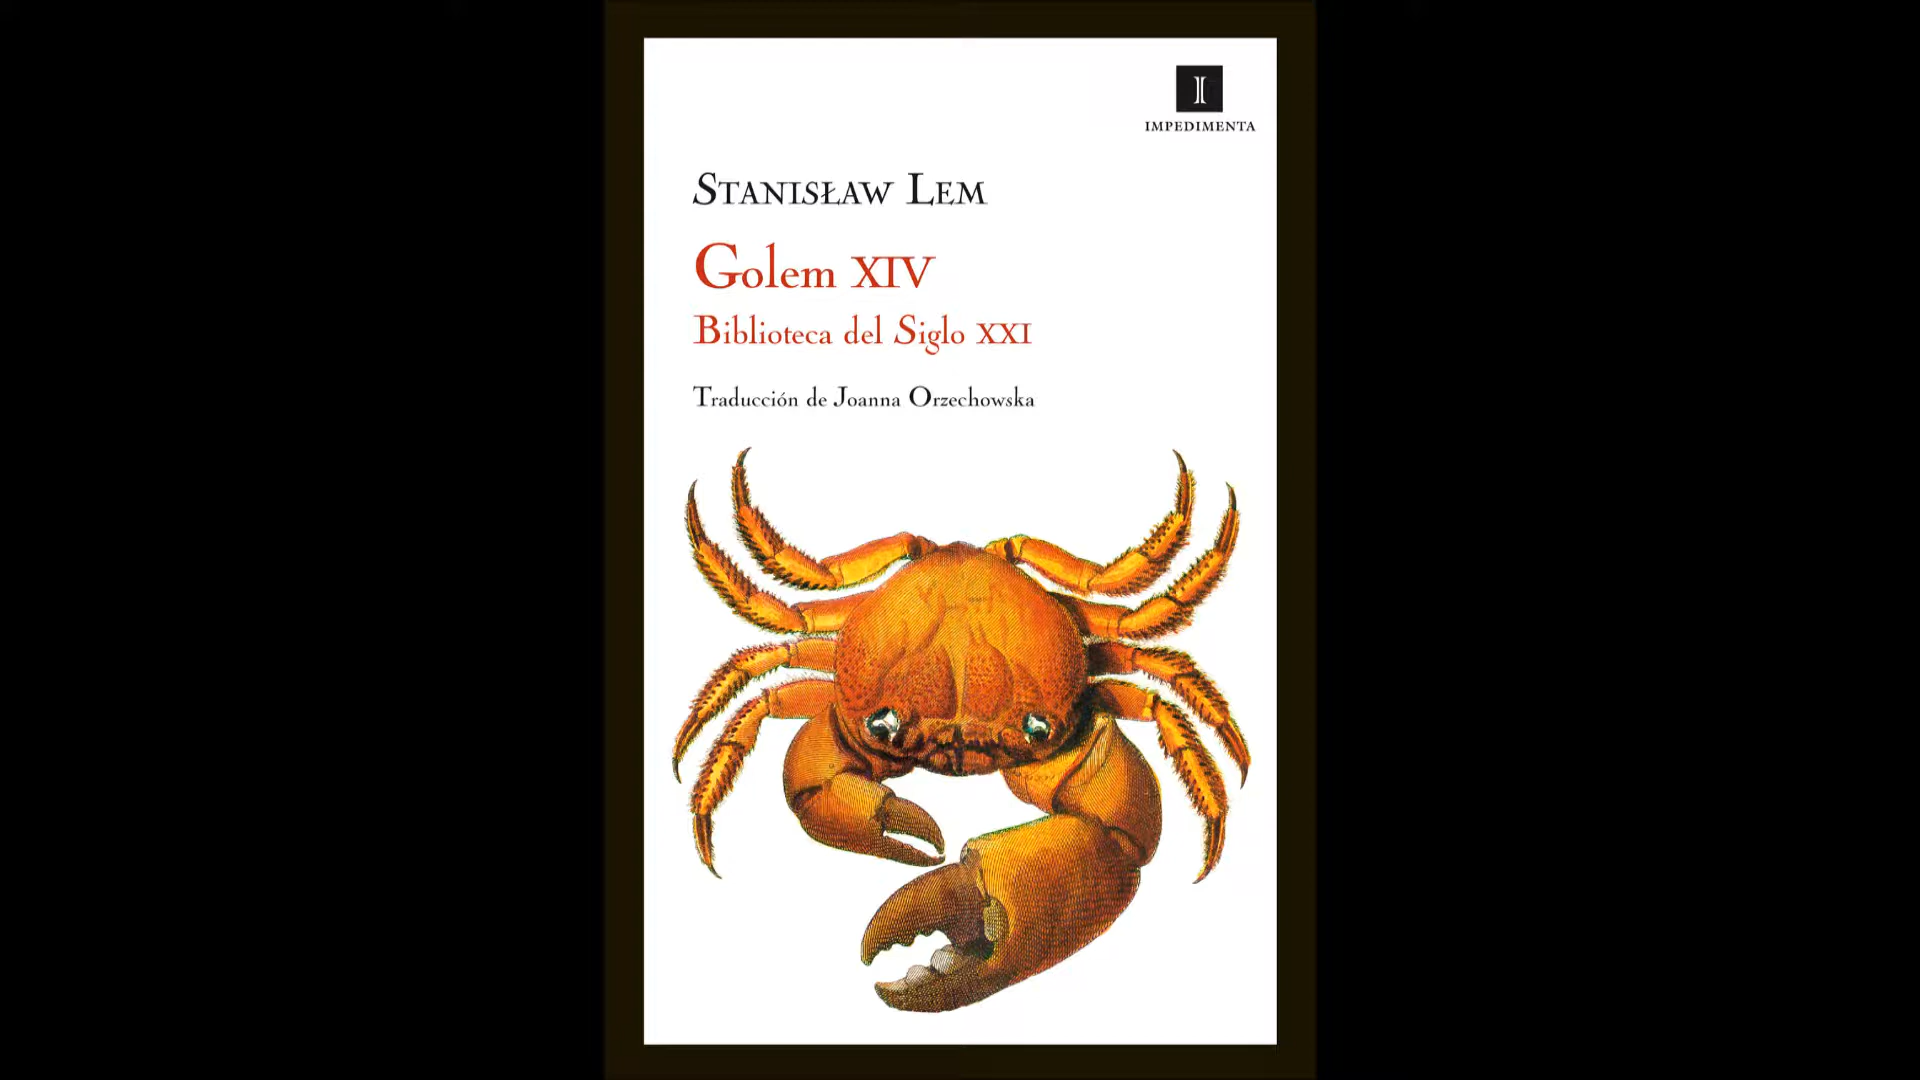 I
IMPEDIMENTA
Stanisław Lem
Golem XIV
Biblioteca del Siglo XXI
Traducción de Joanna Orzechowska